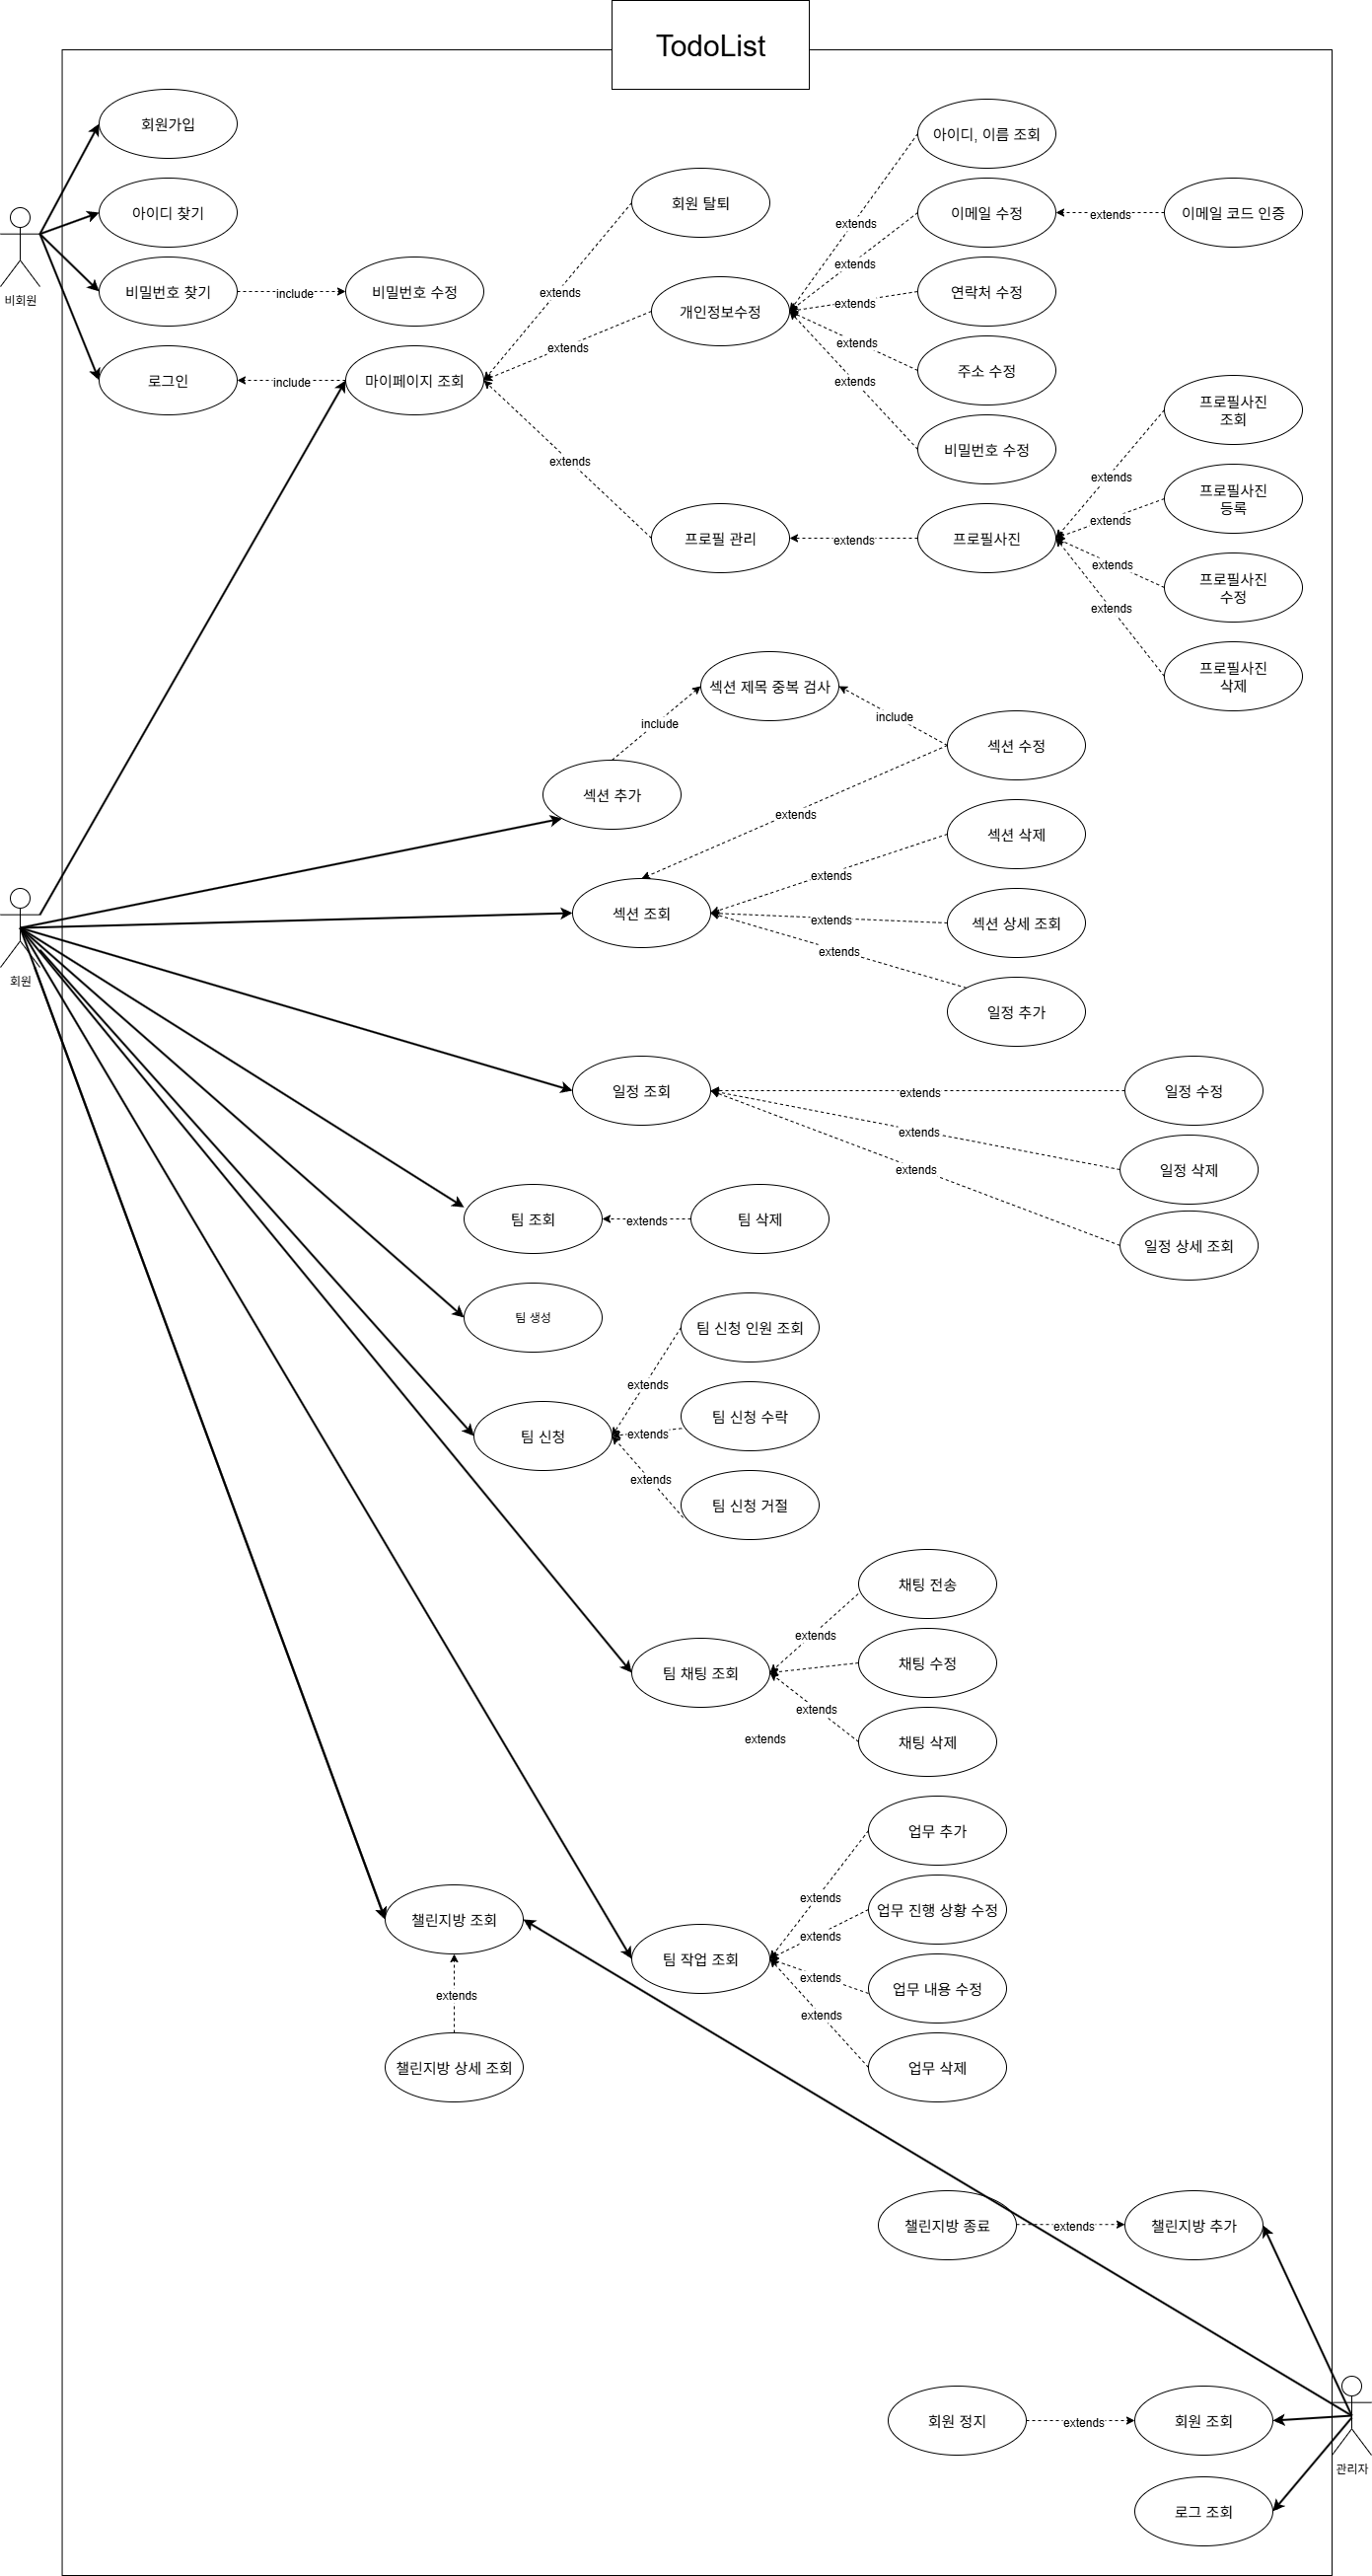 TodoList
회원가입
아이디, 이름 조회
회원 탈퇴
아이디 찾기
이메일 수정
extends
이메일 코드 인증
extends
extends
비회원
비밀번호 찾기
include
비밀번호 수정
extends
개인정보수정
extends
연락처 수정
extends
extends
주소 수정
로그인
include
마이페이지 조회
extends
프로필사진
조회
비밀번호 수정
extends
extends
프로필사진
등록
extends
프로필 관리
extends
프로필사진
extends
프로필사진
수정
extends
프로필사진
삭제
섹션 제목 중복 검사
include
include
섹션 수정
섹션 추가
extends
섹션 삭제
extends
섹션 조회
extends
섹션 상세 조회
extends
회원
일정 추가
일정 조회
extends
일정 수정
extends
일정 삭제
extends
팀 조회
extends
팀 삭제
일정 상세 조회
팀 생성
팀 신청 인원 조회
extends
팀 신청 수락
팀 신청
extends
extends
팀 신청 거절
채팅 전송
extends
팀 채팅 조회
채팅 수정
extends
extends
채팅 삭제
업무 추가
extends
챌린지방 조회
업무 진행 상황 수정
extends
팀 작업 조회
extends
업무 내용 수정
extends
extends
챌린지방 상세 조회
업무 삭제
챌린지방 종료
extends
챌린지방 추가
회원 정지
extends
회원 조회
관리자
로그 조회